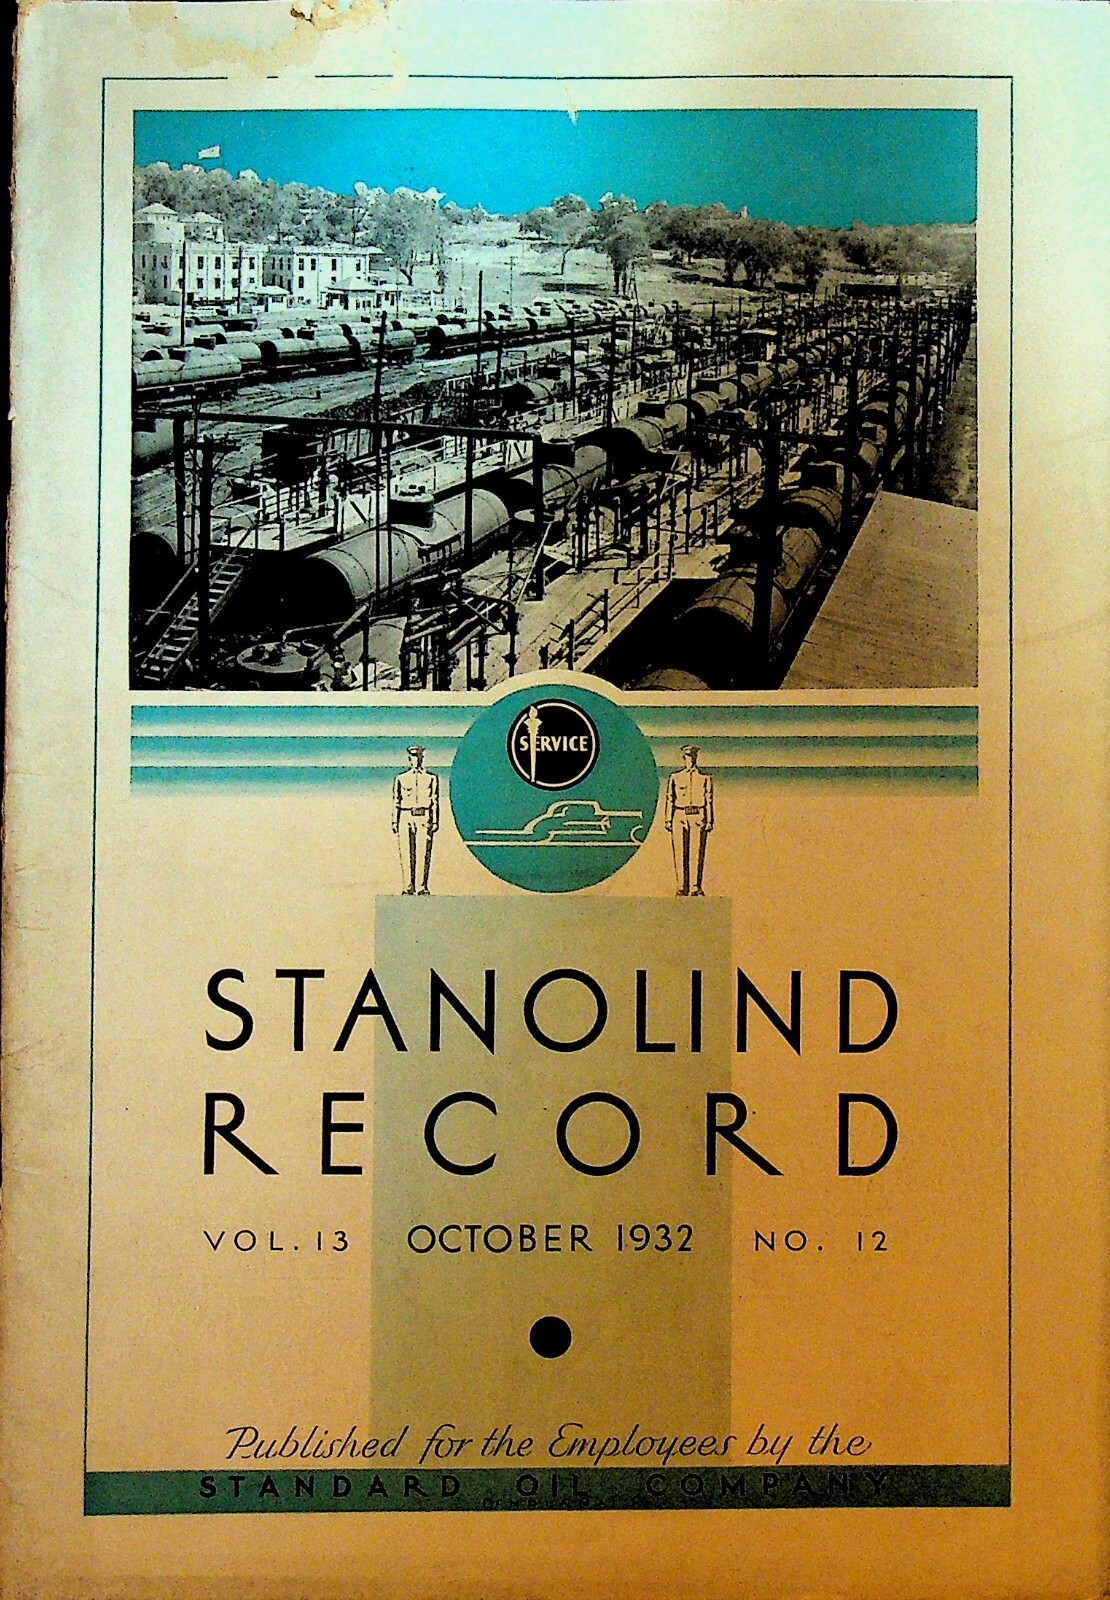 SERVICE
STANOLIND
RECORD
VOL. 13 OCTOBER 1932 NO. 12
Published for the Employees by the
STANDARD OIL COMPANY